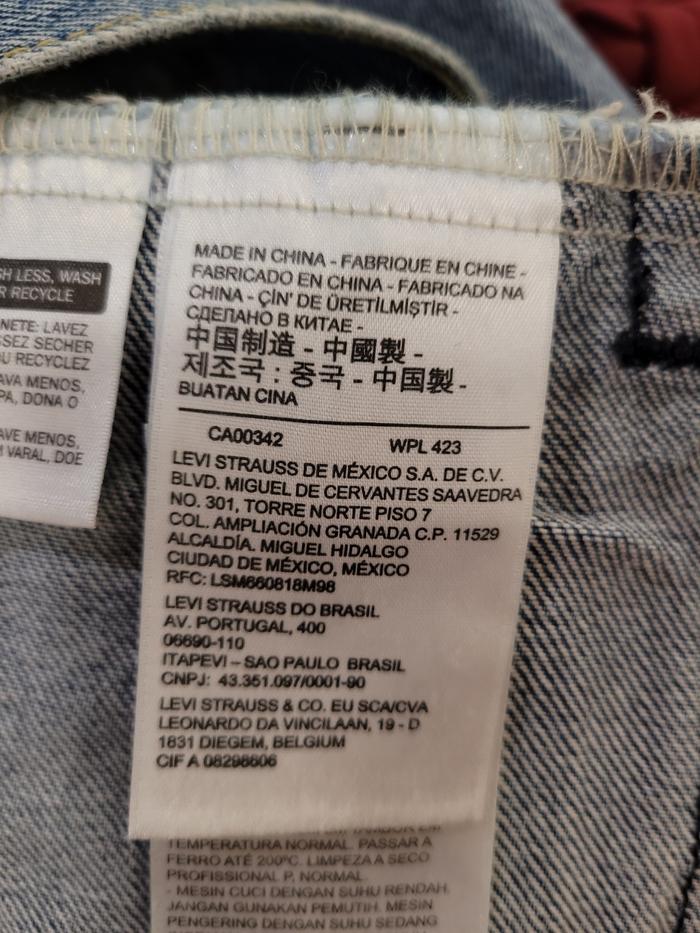 H LESS, WASH
R RECYCLE
NETE: LAVEZ
SSEZ SECHER
U RECYCLEZ
AVA MENOS,
PA, DONA O
AVE MENOS,
VARAL, DOE
MADE IN CHINA - FABRIQUE EN CHINE -
FABRICADO EN CHINA - FABRICADO NA
CHINA - ÇİN' DE ÜRETİLMİŞTİR -
СДЕЛАНО В КИТАЕ -
中国制造 - 中國製 -
제조국 : 중국 - 中国製 -
BUATAN CINA
CA00342 WPL 423
LEVI STRAUSS DE MÉXICO S.A. DE C.V.
BLVD. MIGUEL DE CERVANTES SAAVEDRA
NO. 301, TORRE NORTE PISO 7
COL. AMPLIACIÓN GRANADA C.P. 11529
ALCALDÍA. MIGUEL HIDALGO
CIUDAD DE MÉXICO, MÉXICO
RFC: LSM660818M98
LEVI STRAUSS DO BRASIL
AV. PORTUGAL, 400
06690-110
ITAPEVI – SAO PAULO BRASIL
CNPJ: 43.351.097/0001-90
LEVI STRAUSS & CO. EU SCA/CVA
LEONARDO DA VINCILAAN, 19 - D
1831 DIEGEM, BELGIUM
CIF A 08298606
TEMPERATURA NORMAL. PASSAR A
FERRO ATÉ 200ºC. LIMPEZA A SECO
PROFISSIONAL P, NORMAL.
- MESIN CUCI DENGAN SUHU RENDAH.
JANGAN GUNAKAN PEMUTIH. MESIN
PENGERING DENGAN SUHU SEDANG